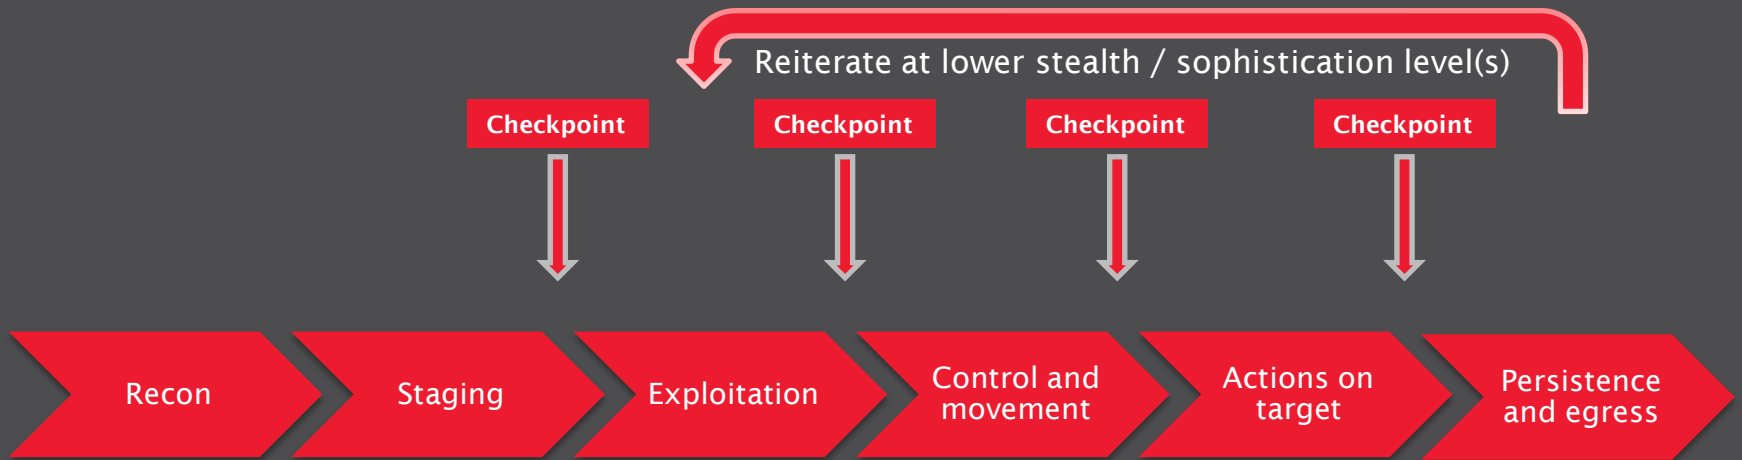 Reiterate at lower stealth / sophistication level(s)
Checkpoint
Checkpoint
Checkpoint
Checkpoint
Recon
Staging
Exploitation
Control and
movement
Actions on
target
Persistence
and egress